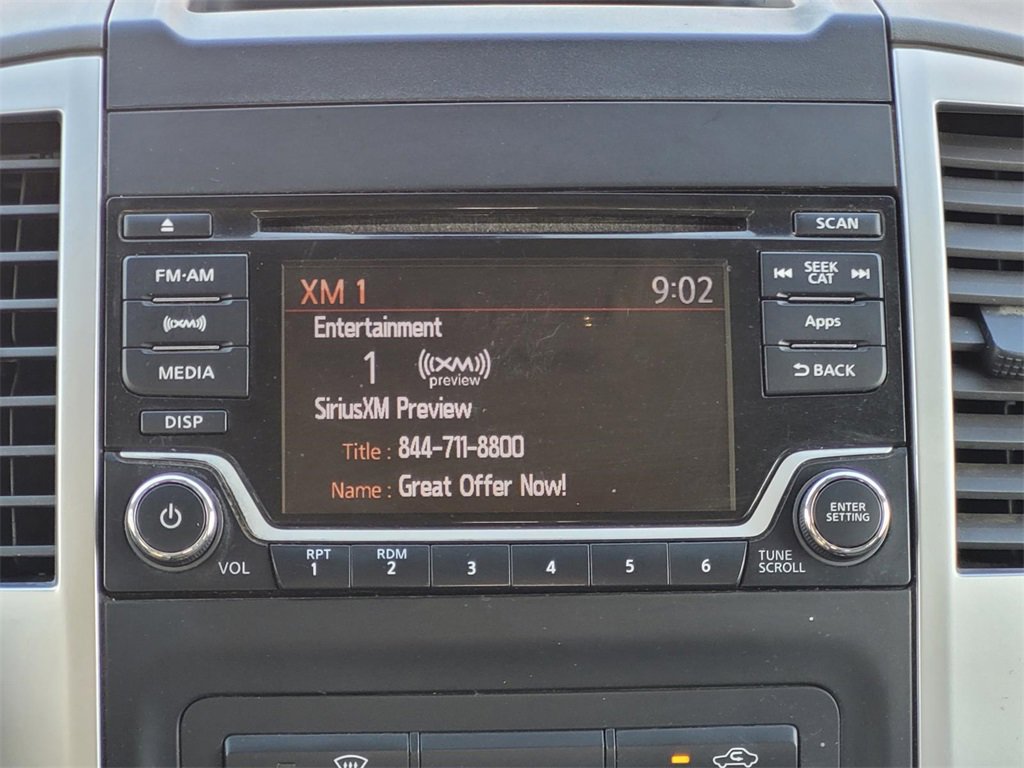 SCAN
FM·AM
SEEK
CAT
XM
Apps
MEDIA
BACK
DISP
XM 1 9:02
Entertainment
1 XM
preview
SiriusXM Preview
Title : 844-711-8800
Name : Great Offer Now!
VOL
RPT RDM
1 2 3 4 5 6
TUNE
SCROLL
ENTER
SETTING